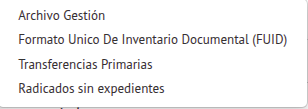 Archivo Gestión
Formato Unico De Inventario Documental (FUID)
Transferencias Primarias
Radicados sin expedientes